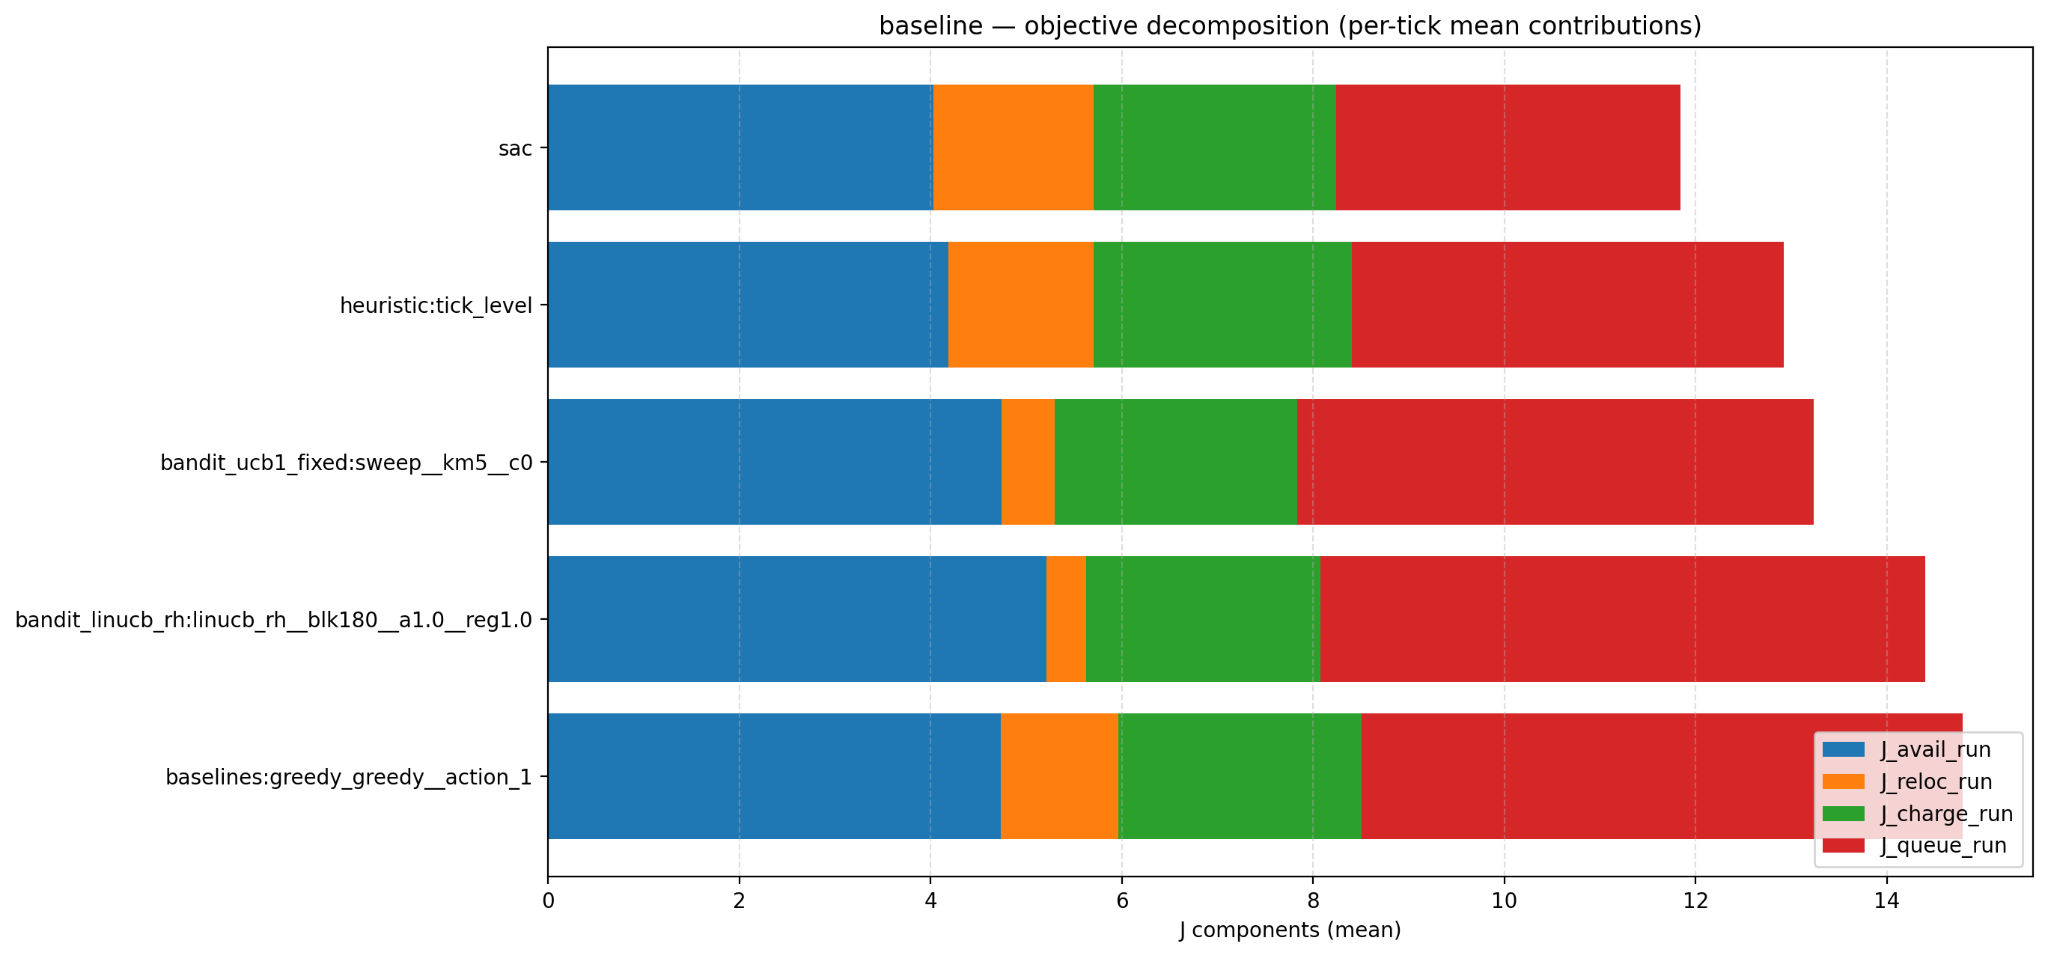 baseline — objective decomposition (per-tick mean contributions)
sac
heuristic:tick_level
bandit_ucb1_fixed:sweep__km5__c0
bandit_linucb_rh:linucb_rh__blk180__a1.0__reg1.0
baselines:greedy_greedy__action_1
J_avail_run
J_reloc_run
J_charge_run
J_queue_run
0 2 4 6 8 10 12 14
J components (mean)